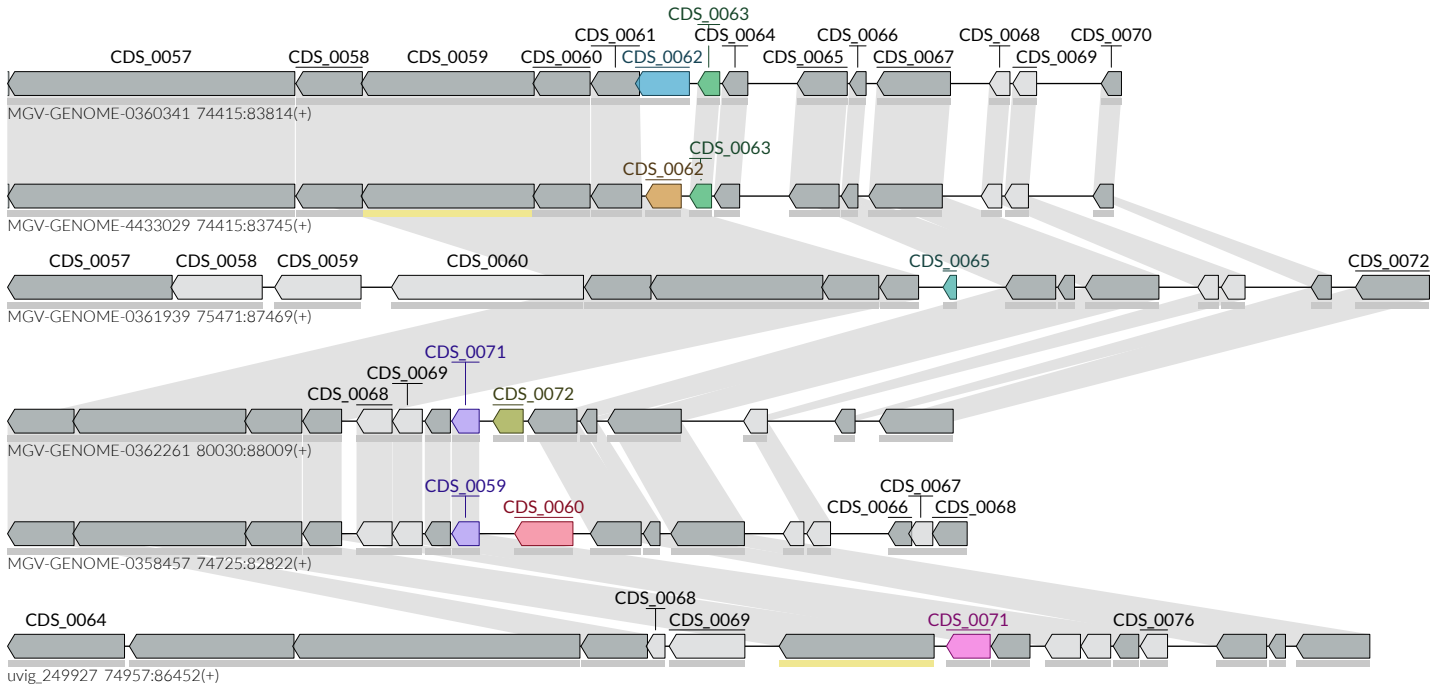 CDS_0063
CDS_0061 CDS_0064 CDS_0066 CDS_0068 CDS_0070
CDS_0057 CDS_0058 CDS_0059 CDS_0060 CDS_0062 CDS_0065 CDS_0067 CDS_0069
MGV-GENOME-0360341 74415:83814(+)
CDS_0063
CDS_0062
MGV-GENOME-4433029 74415:83745(+)
CDS_0057 CDS_0058 CDS_0059 CDS_0060 CDS_0065 CDS_0072
MGV-GENOME-0361939 75471:87469(+)
CDS_0071
CDS_0069
CDS_0068 CDS_0072
MGV-GENOME-0362261 80030:88009(+)
CDS_0059 CDS_0067
CDS_0060 CDS_0066 CDS_0068
MGV-GENOME-0358457 74725:82822(+)
CDS_0068
CDS_0064 CDS_0069 CDS_0071 CDS_0076
uvig_249927 74957:86452(+)